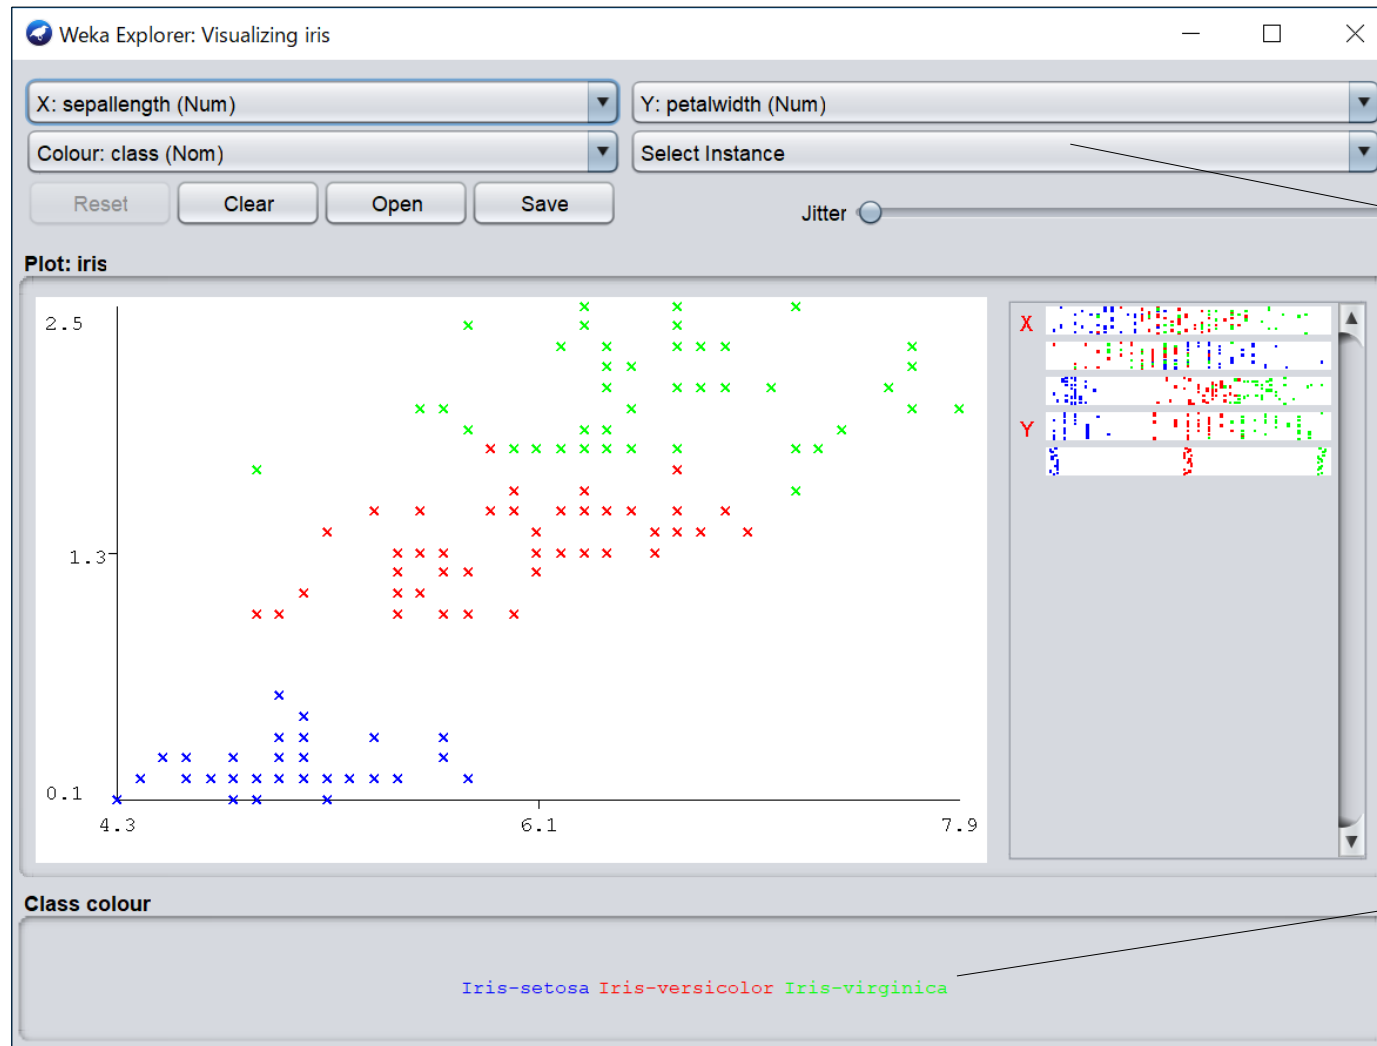 Weka Explorer: Visualizing iris
X: sepallength (Num) Y: petalwidth (Num)
Colour: class (Nom) Select Instance
Reset Clear Open Save Jitter
Plot: iris
2.5
1.3
0.1
4.3 6.1 7.9
X
Y
Class colour
Iris-setosa Iris-versicolor Iris-virginica